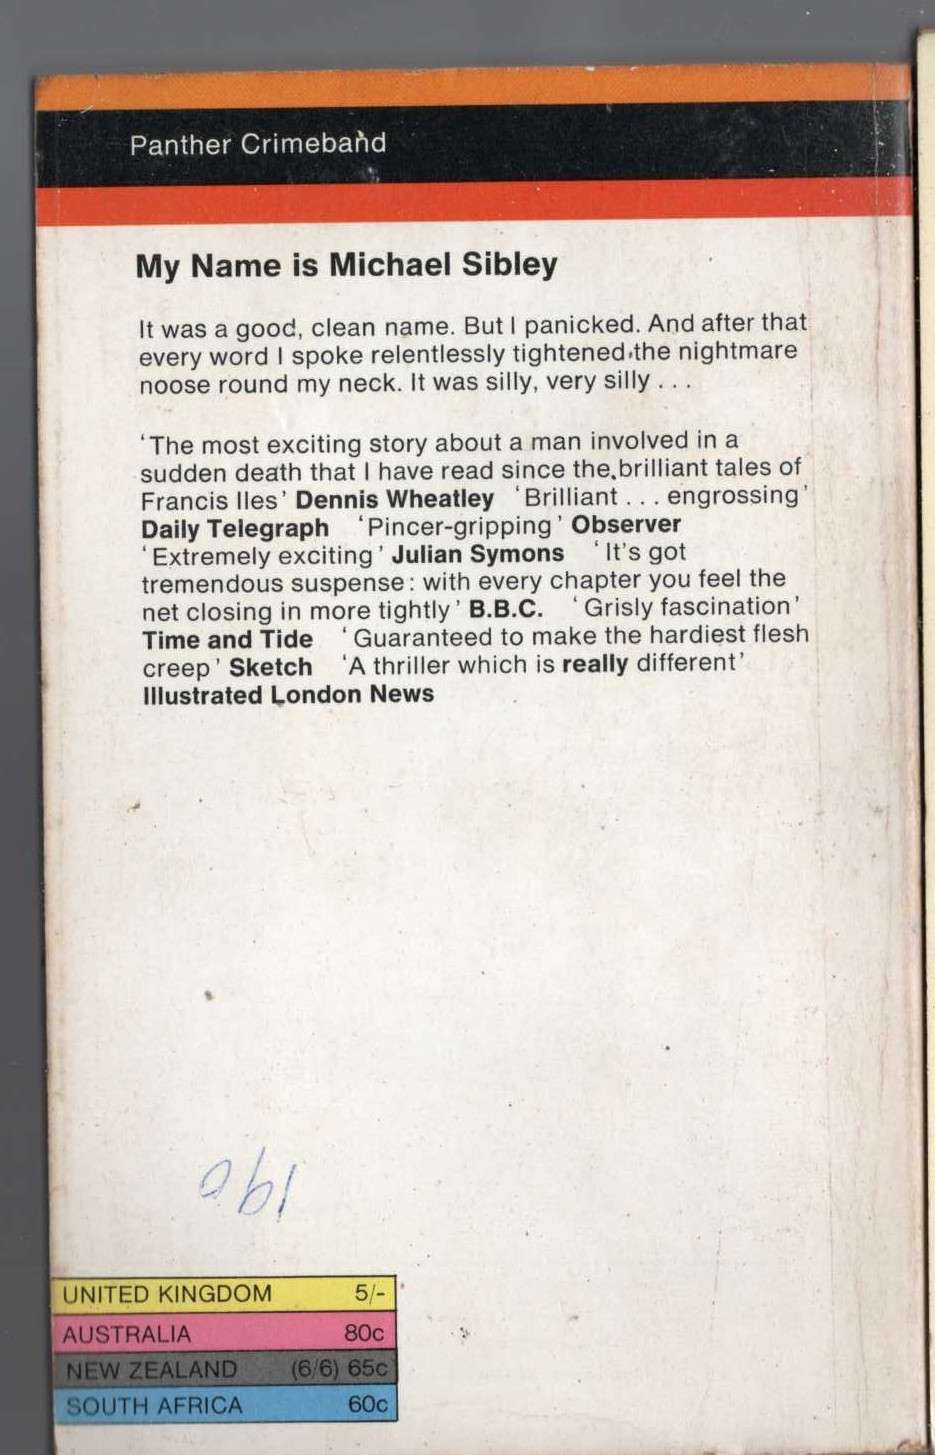 Panther Crimeband
My Name is Michael Sibley
It was a good, clean name. But I panicked. And after that
every word I spoke relentlessly tightened the nightmare
noose round my neck. It was silly, very silly . . .
‘The most exciting story about a man involved in a
sudden death that I have read since the brilliant tales of
Francis Iles’ Dennis Wheatley ‘Brilliant . . . engrossing’
Daily Telegraph ‘Pincer-gripping’ Observer
‘Extremely exciting’ Julian Symons ‘It's got
tremendous suspense: with every chapter you feel the
net closing in more tightly’ B.B.C. ‘Grisly fascination’
Time and Tide ‘Guaranteed to make the hardiest flesh
creep’ Sketch ‘A thriller which is really different’
Illustrated London News
UNITED KINGDOM 5/-
AUSTRALIA 80c
NEW ZEALAND (6/6) 65c
SOUTH AFRICA 60c